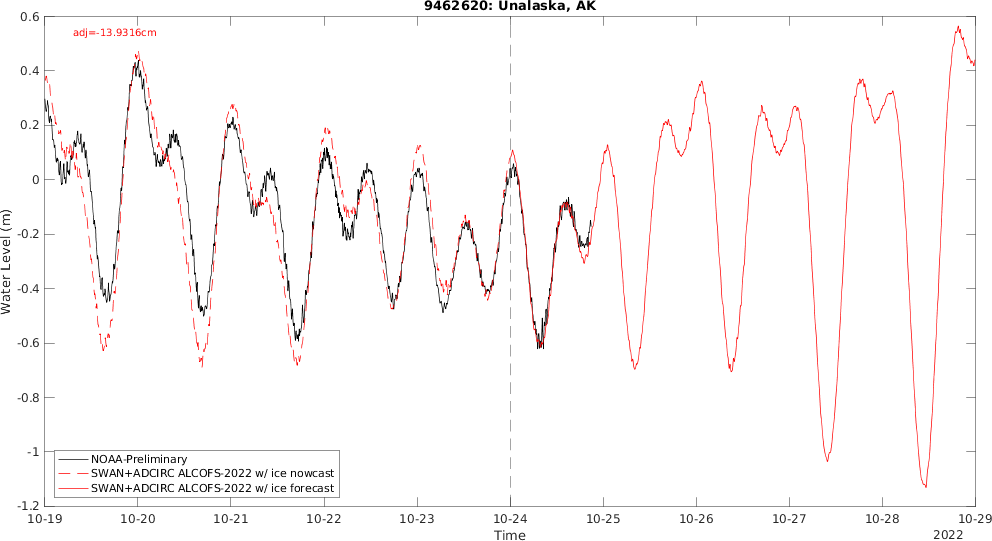 9462620: Unalaska, AK
adj=-13.9316cm
0.6
0.4
0.2
0
-0.2
-0.4
-0.6
-0.8
-1
-1.2
Water Level (m)
NOAA-Preliminary
SWAN+ADCIRC ALCOFS-2022 w/ ice nowcast
SWAN+ADCIRC ALCOFS-2022 w/ ice forecast
10-19 10-20 10-21 10-22 10-23 10-24 10-25 10-26 10-27 10-28 10-29
Time
2022